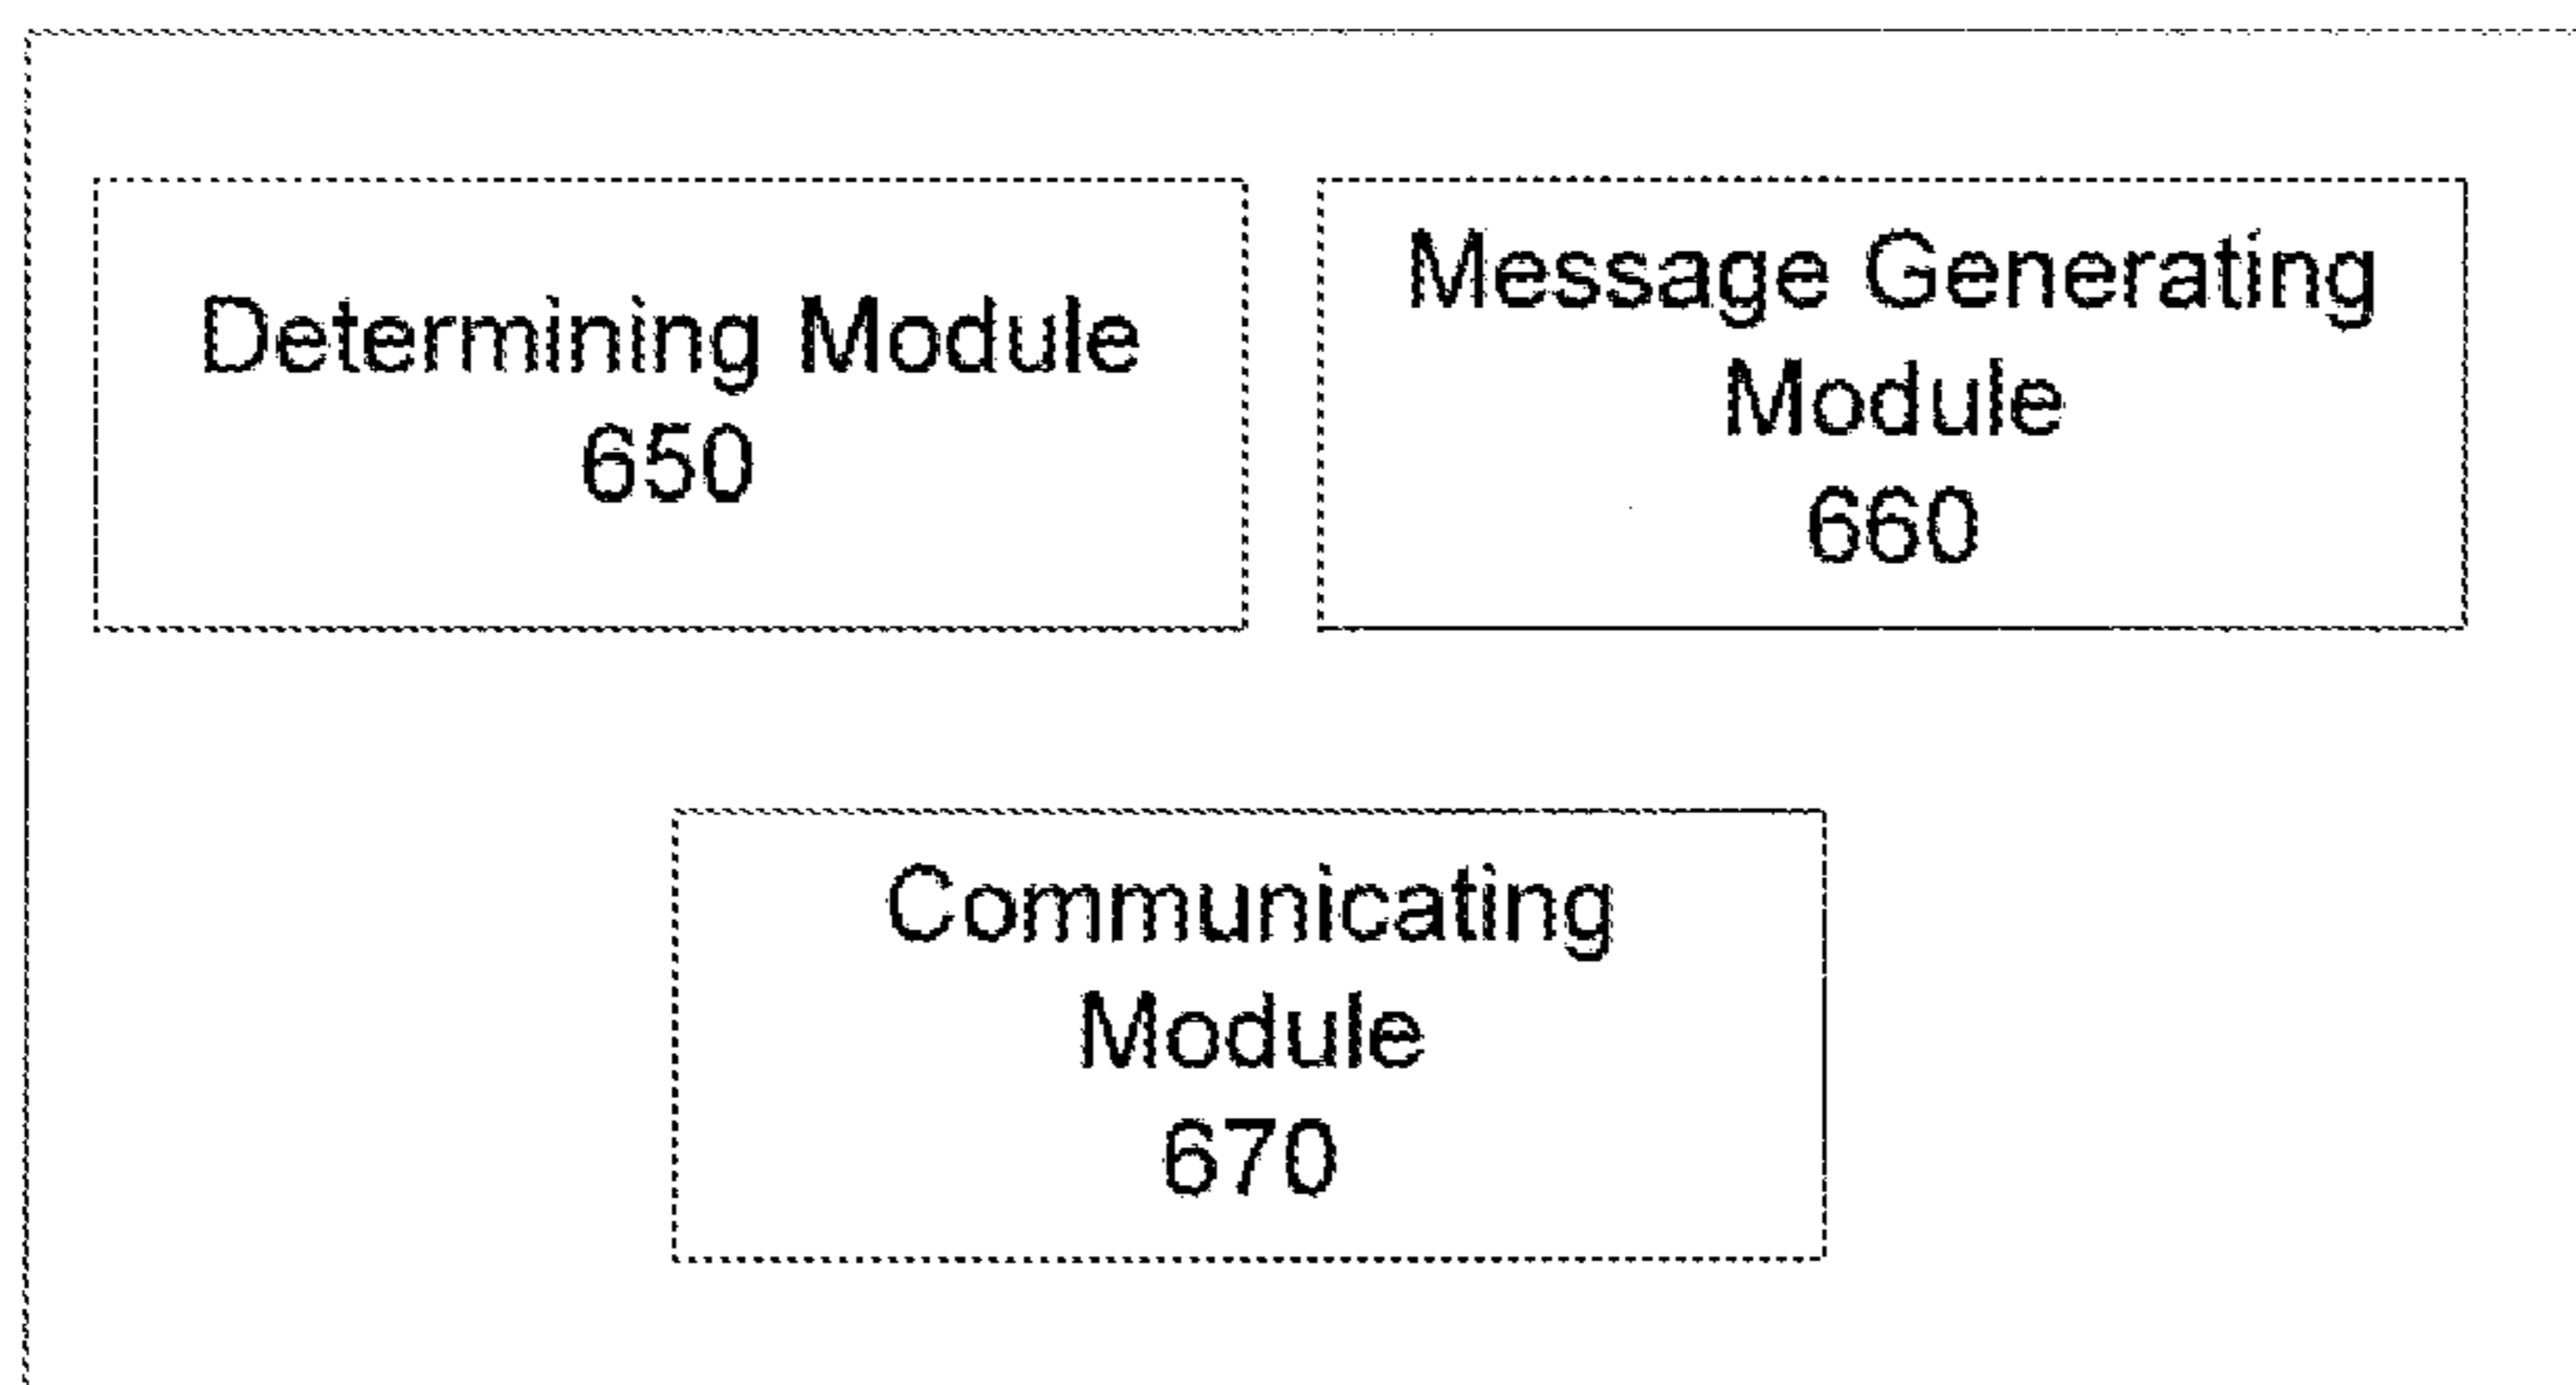 Determining Module
650
Message Generating
Module
660
Communicating
Module
670